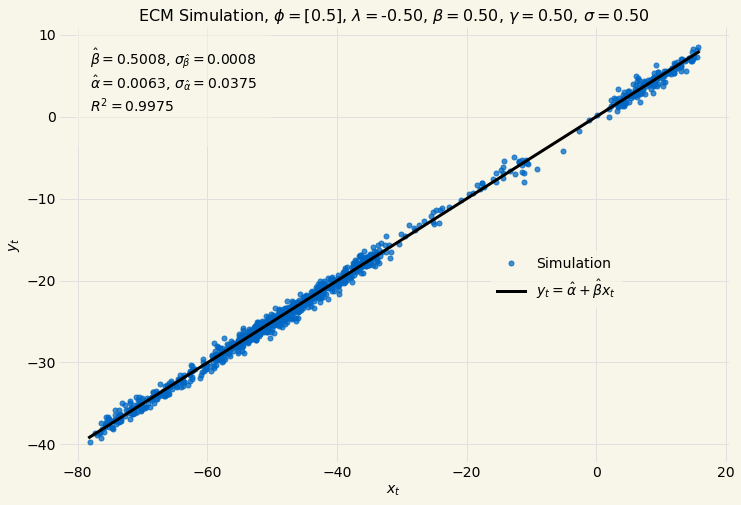 ECM Simulation, ϕ = [0.5], λ = -0.50, β = 0.50, γ = 0.50, σ = 0.50
β̂ = 0.5008, σ_β̂ = 0.0008
α̂ = 0.0063, σ_α̂ = 0.0375
R² = 0.9975
10
0
−10
−20
−30
−40
y_t
Simulation
y_t = α̂ + β̂x_t
−80 −60 −40 −20 0 20
x_t